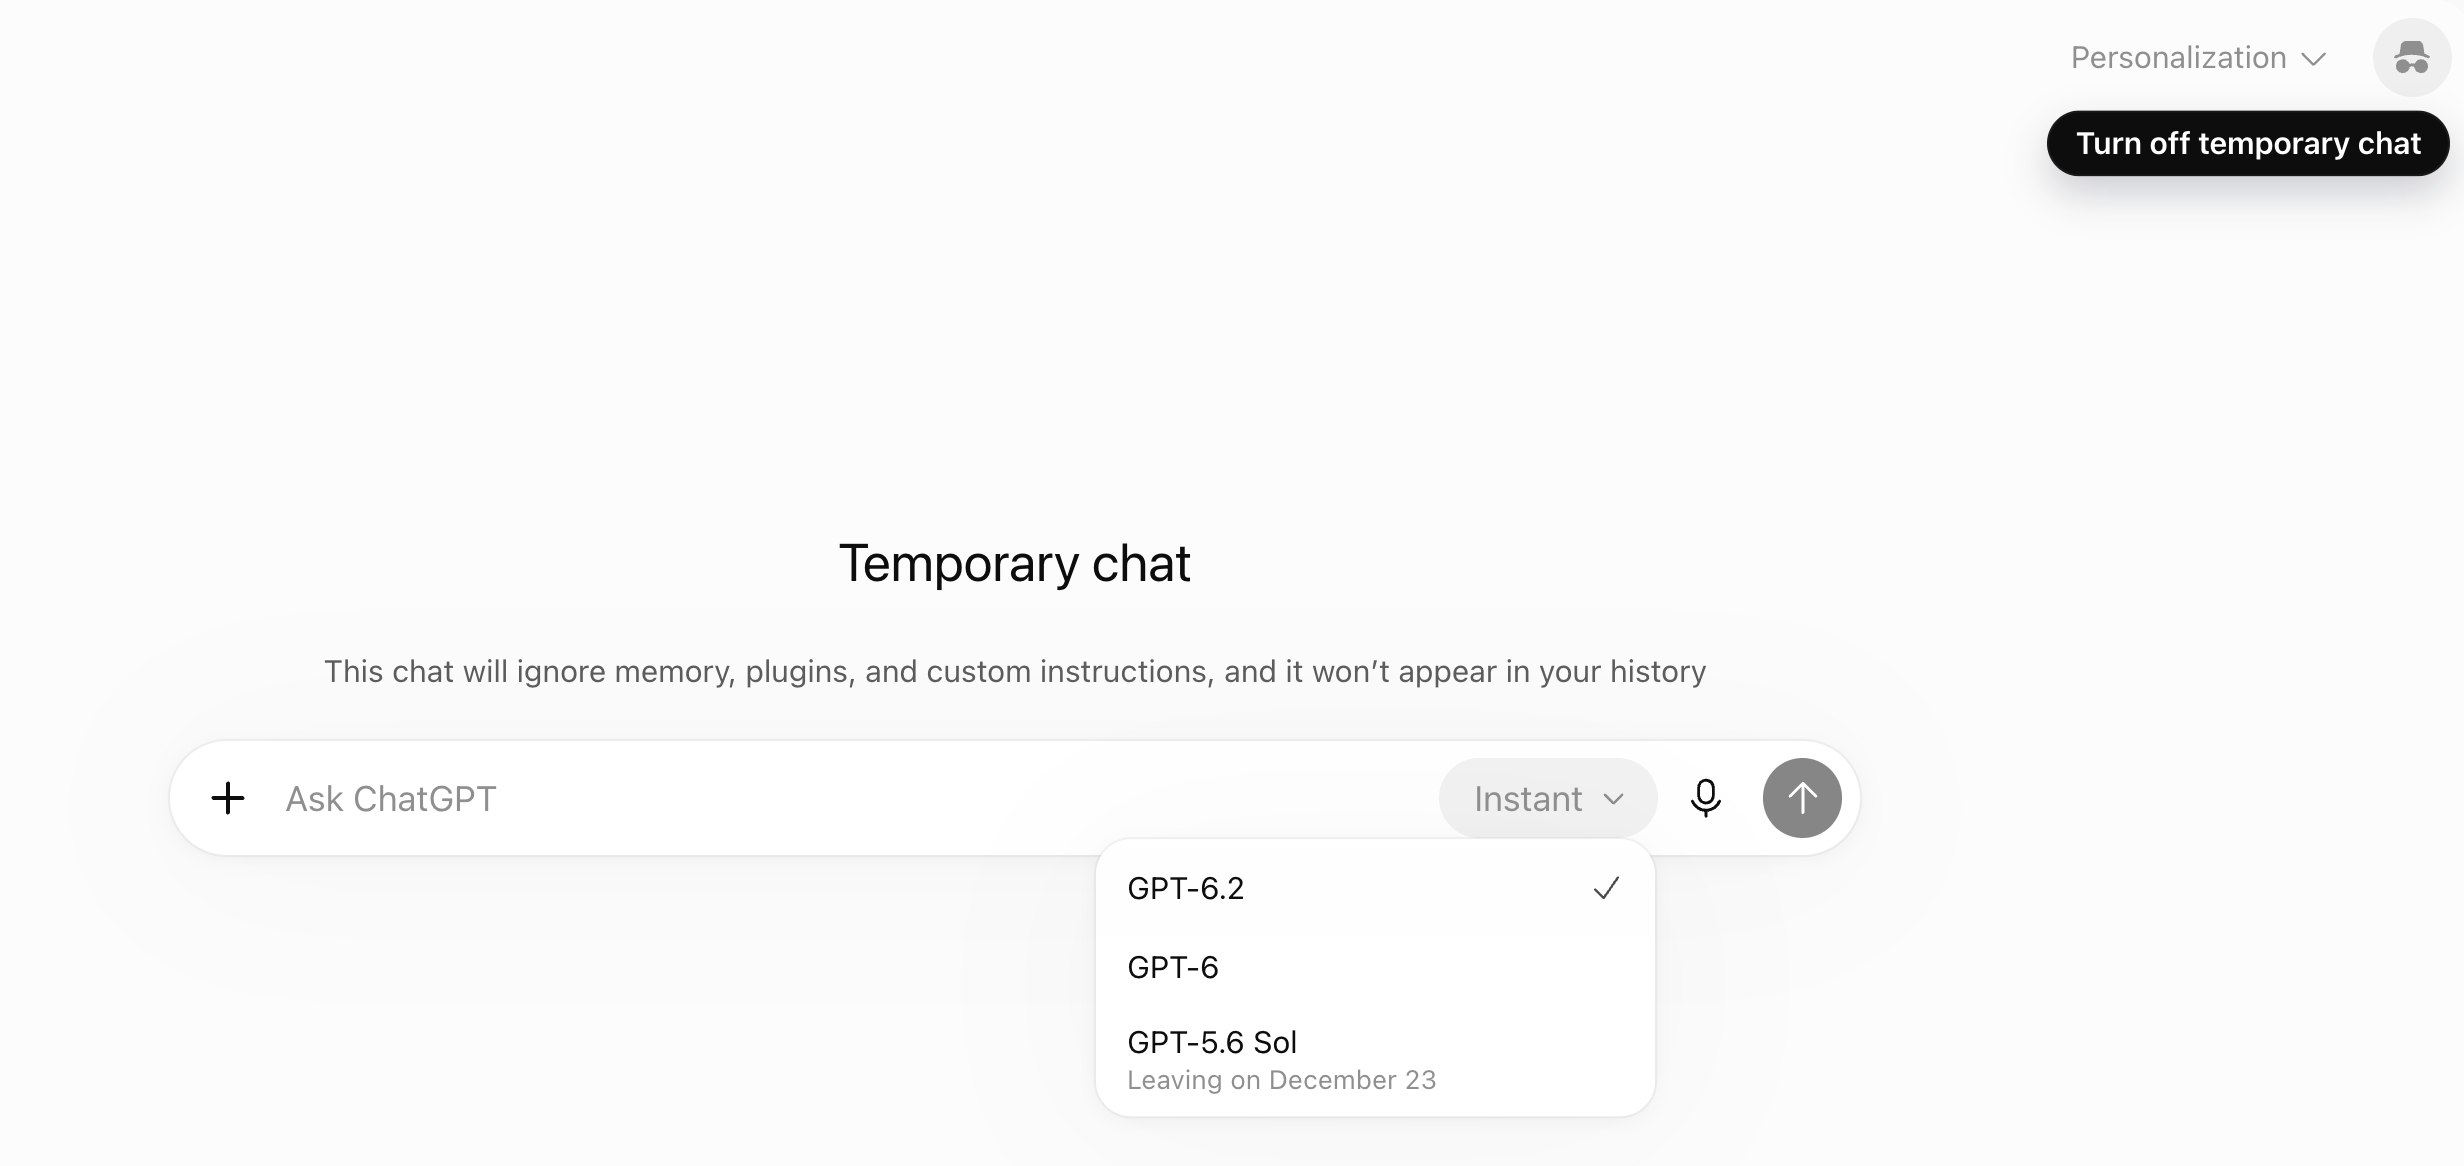 Personalization
Turn off temporary chat
Temporary chat
This chat will ignore memory, plugins, and custom instructions, and it won’t appear in your history
Ask ChatGPT
Instant
GPT-6.2
GPT-6
GPT-5.6 Sol
Leaving on December 23